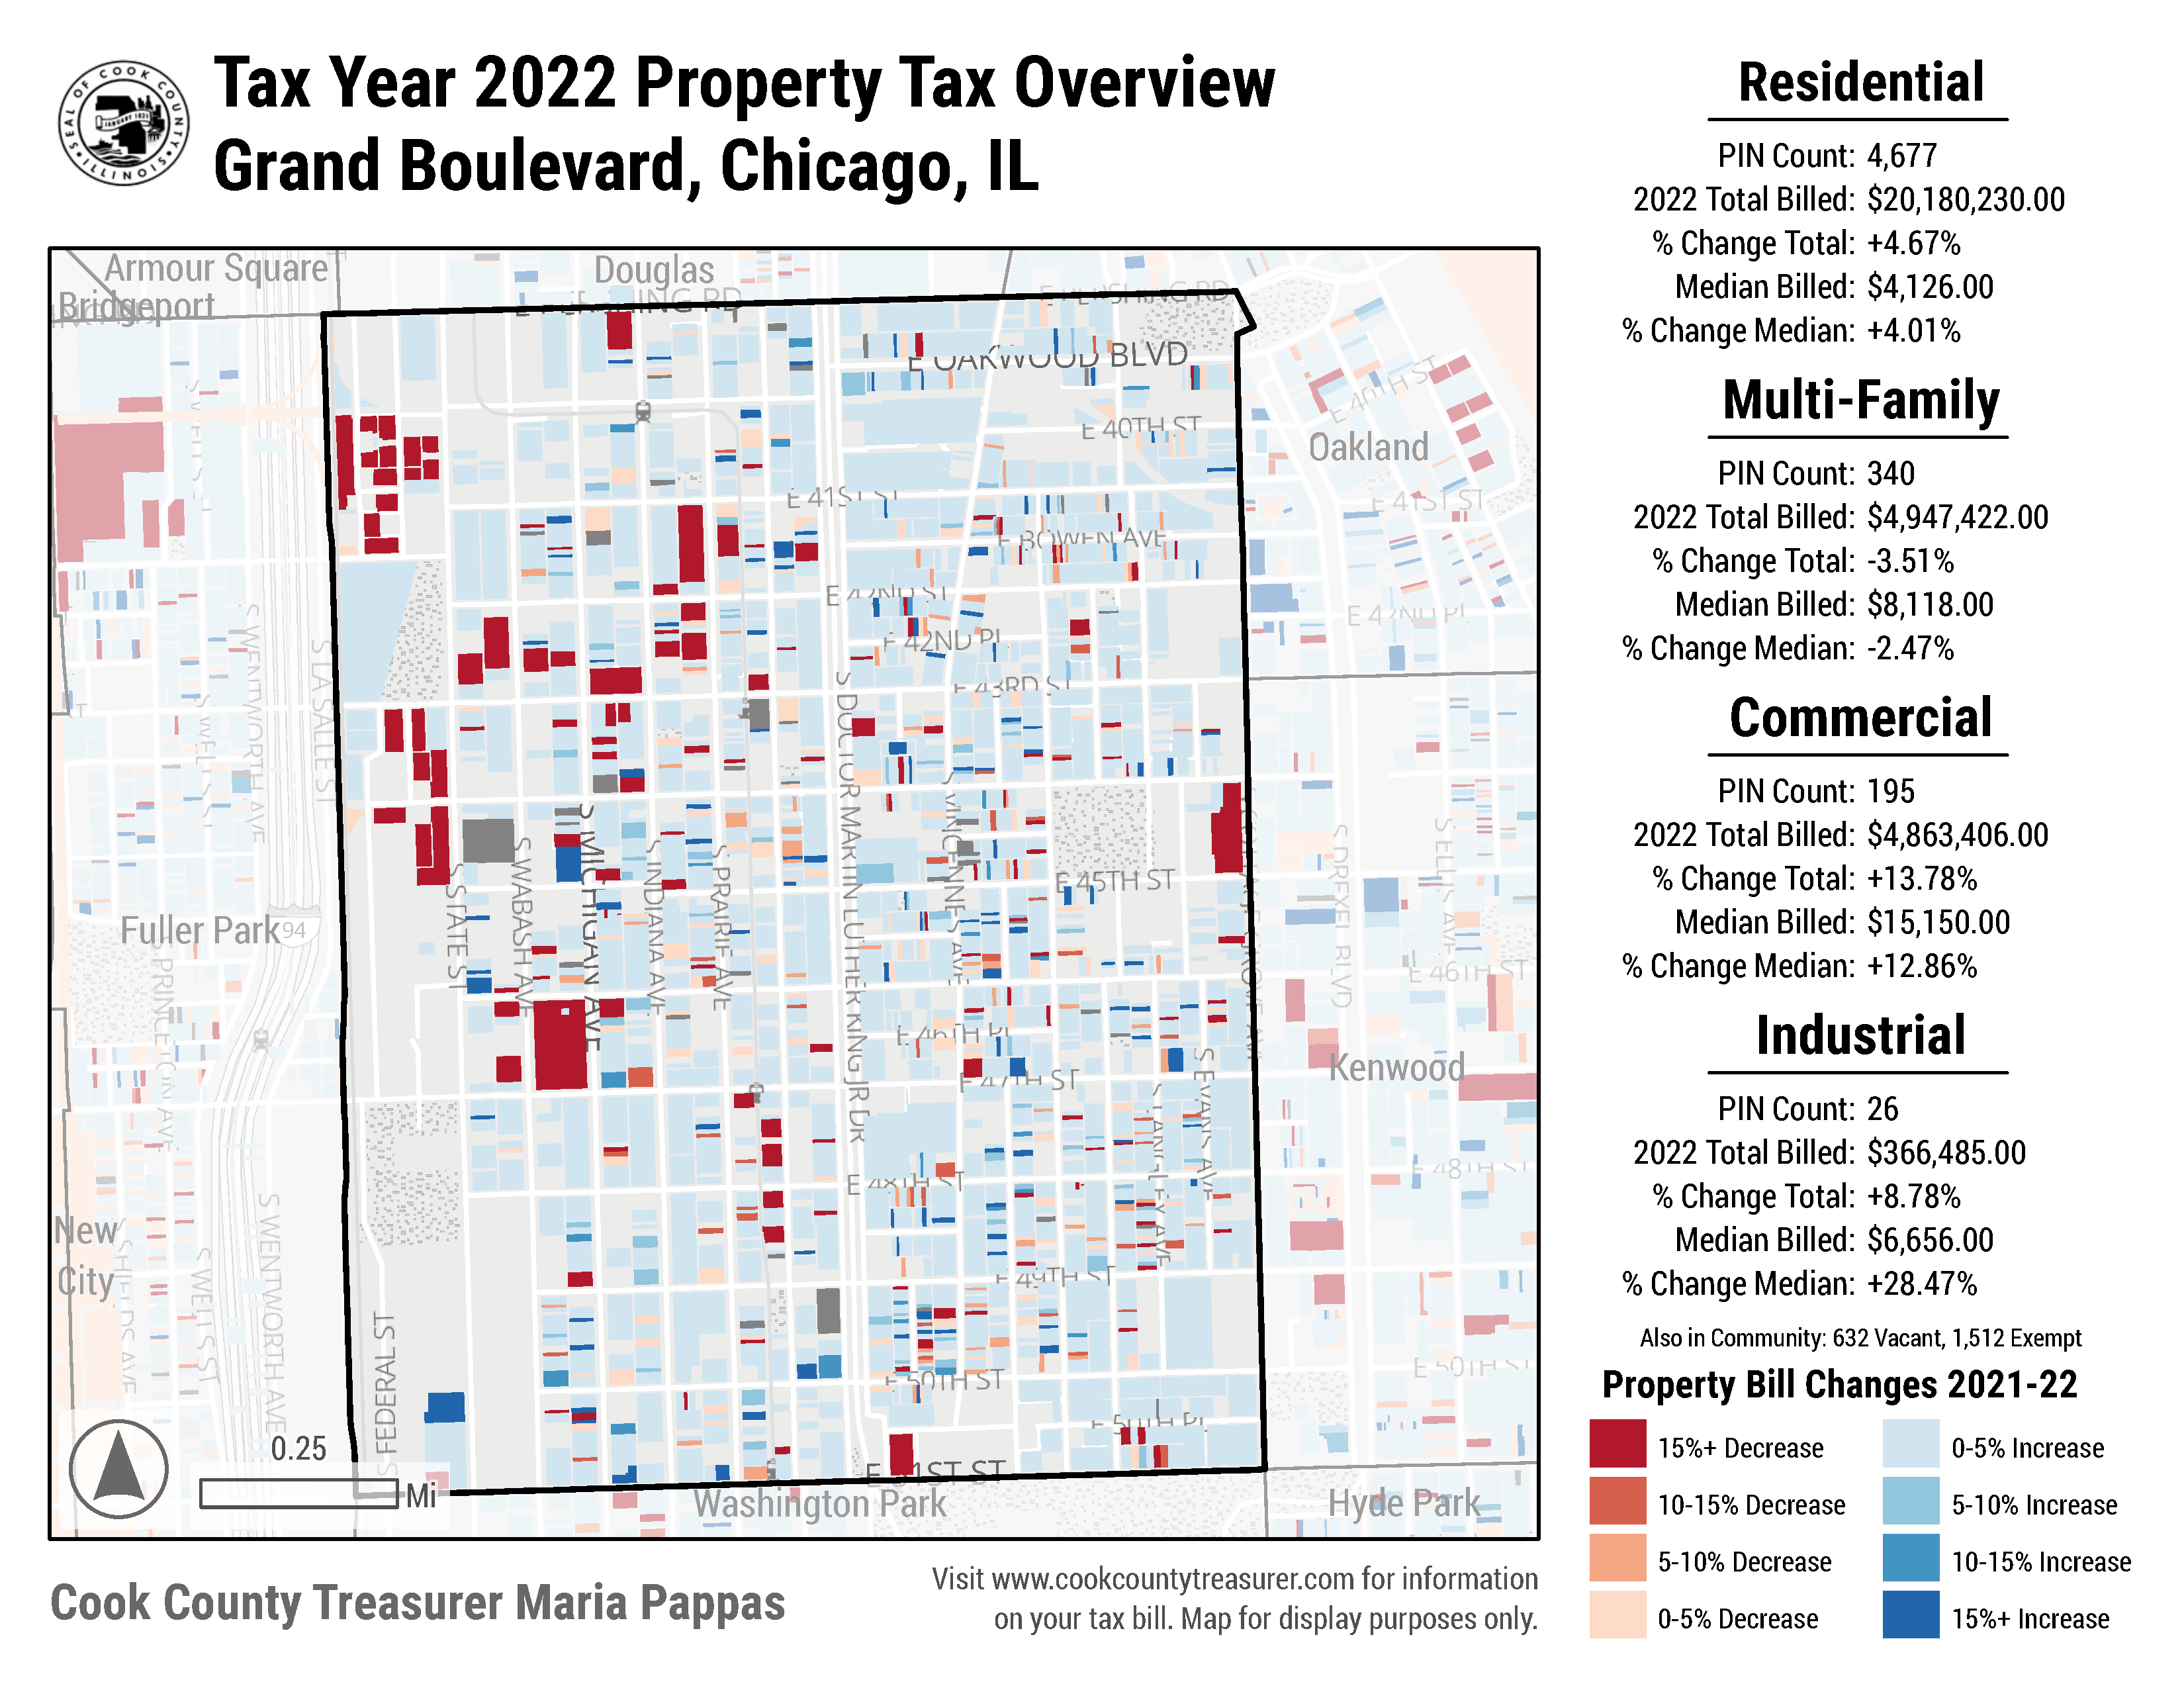 SEAL OF COOK COUNTY
ILLINOIS
JANUARY 1831
Tax Year 2022 Property Tax Overview
Grand Boulevard, Chicago, IL
Armour Square
Bridgeport
Douglas
E OAKWOOD BLVD
E 40TH ST
E 40TH ST
Oakland
E 41ST ST
E 41ST ST
E BOWEN AVE
E 42ND ST
E 42ND PL
E 42ND PL
E 43RD ST
S WENTWORTH AVE
S LASALLE ST
S DOCTOR MARTIN LUTHER KING JR DR
S STATE ST
S WABASH AVE
S MICHIGAN AVE
S INDIANA AVE
S PRAIRIE AVE
S VINCENNES AVE
E 45TH ST
S DREXEL BLVD
S ELLIS AVE
Fuller Park
94
E 46TH ST
E 46TH PL
S PRINCETON AVE
E 47TH ST
Kenwood
S LANGLEY AVE
S EVANS AVE
E 48TH ST
E 48TH ST
New
City
S SHIELDS AVE
S WELLS ST
S WENTWORTH AVE
E 49TH ST
S FEDERAL ST
E 50TH ST
E 50TH ST
E 50TH PL
E 51ST ST
0.25
Mi
Washington Park
Hyde Park
Cook County Treasurer Maria Pappas
Visit www.cookcountytreasurer.com for information
on your tax bill. Map for display purposes only.
Residential
PIN Count: 4,677
2022 Total Billed: $20,180,230.00
% Change Total: +4.67%
Median Billed: $4,126.00
% Change Median: +4.01%
Multi-Family
PIN Count: 340
2022 Total Billed: $4,947,422.00
% Change Total: -3.51%
Median Billed: $8,118.00
% Change Median: -2.47%
Commercial
PIN Count: 195
2022 Total Billed: $4,863,406.00
% Change Total: +13.78%
Median Billed: $15,150.00
% Change Median: +12.86%
Industrial
PIN Count: 26
2022 Total Billed: $366,485.00
% Change Total: +8.78%
Median Billed: $6,656.00
% Change Median: +28.47%
Also in Community: 632 Vacant, 1,512 Exempt
Property Bill Changes 2021-22
15%+ Decrease
10-15% Decrease
5-10% Decrease
0-5% Decrease
0-5% Increase
5-10% Increase
10-15% Increase
15%+ Increase